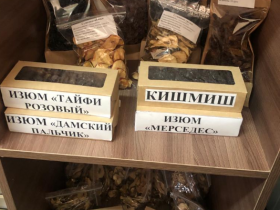 ИЗЮМ «ТАЙФИ
РОЗОВЫЙ»
ИЗЮМ «ДАМСКИЙ
ПАЛЬЧИК»
КИШМИШ
ИЗЮМ
«МЕРСЕДЕС»